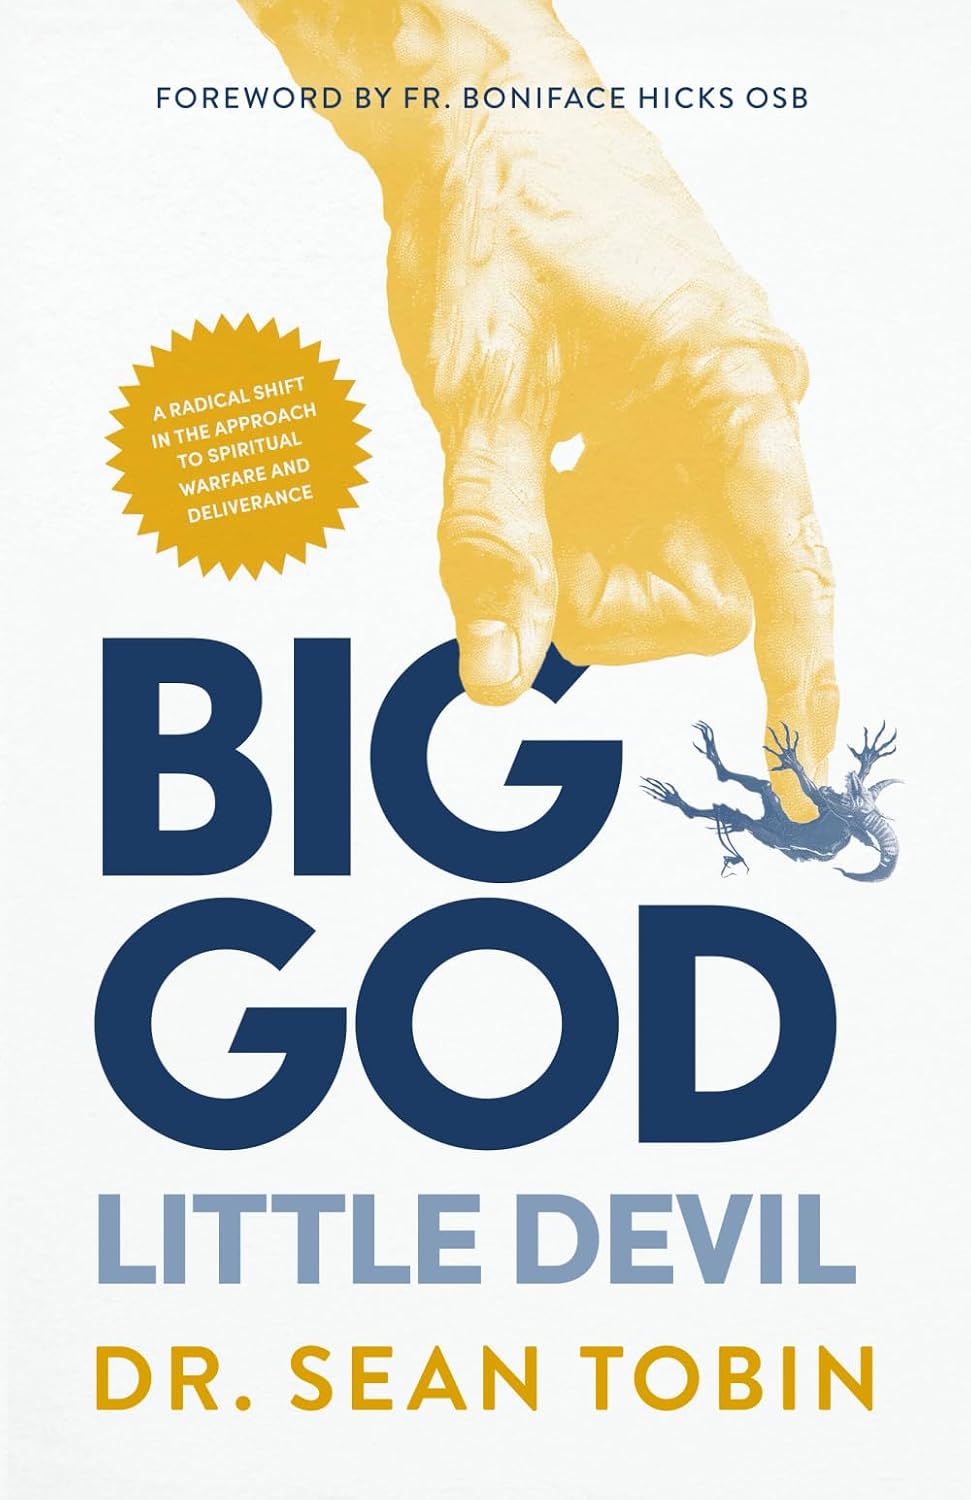 FOREWORD BY FR. BONIFACE HICKS OSB
A RADICAL SHIFT
IN THE APPROACH
TO SPIRITUAL
WARFARE AND
DELIVERANCE
BIG
GOD
LITTLE DEVIL
DR. SEAN TOBIN